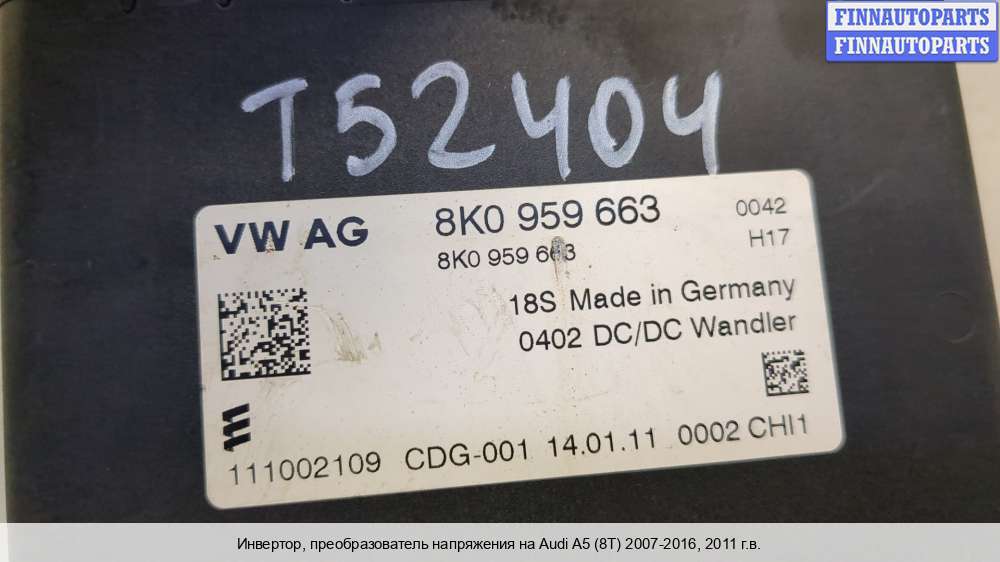 FINNAUTOPARTS
FINNAUTOPARTS
T52404
VW AG
8K0 959 663
0042
8K0 959 663
H17
18S Made in Germany
0402 DC/DC Wandler
111002109 CDG-001 14.01.11 0002 CHI1
Инвертор, преобразователь напряжения на Audi A5 (8T) 2007-2016, 2011 г.в.